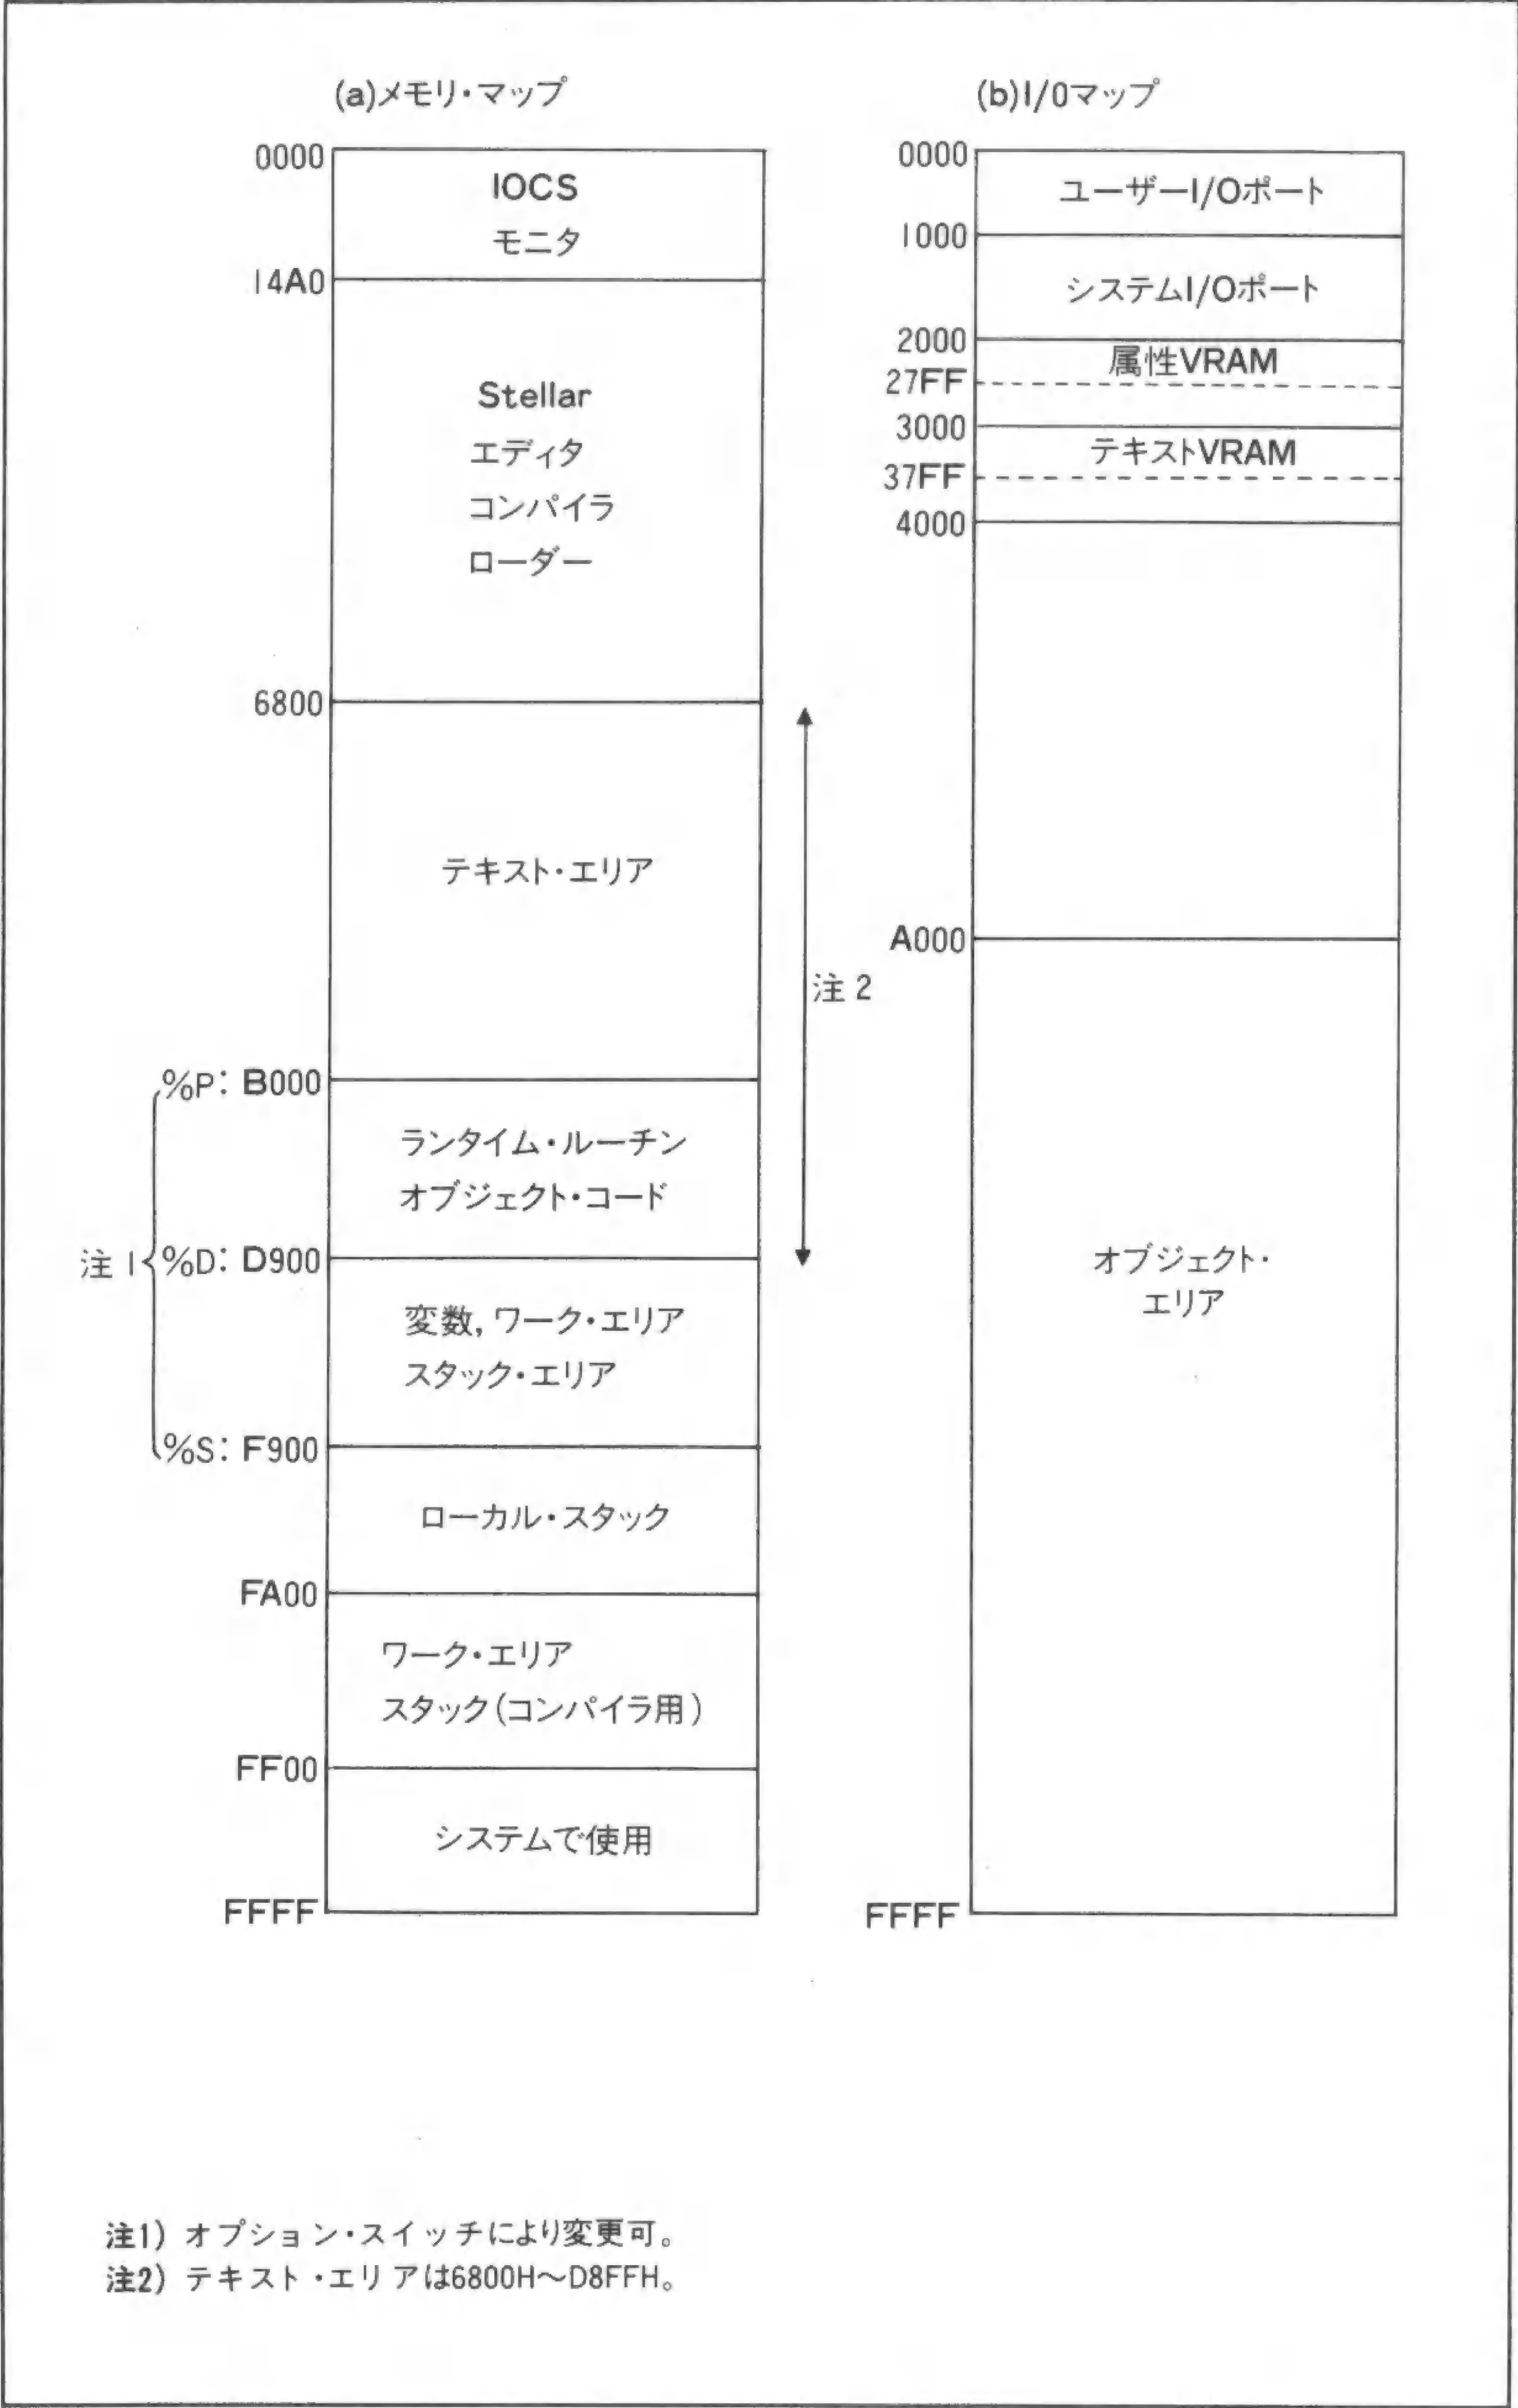 (a)メモリ・マップ
0000
IOCS
モニタ
14A0
Stellar
エディタ
コンパイラ
ローダー
6800
テキスト・エリア
注2
%P: B000
ランタイム・ルーチン
オブジェクト・コード
注1
%D: D900
変数, ワーク・エリア
スタック・エリア
%S: F900
ローカル・スタック
FA00
ワーク・エリア
スタック(コンパイラ用)
FF00
システムで使用
FFFF
(b)I/Oマップ
0000
ユーザーI/Oポート
1000
システムI/Oポート
2000
属性VRAM
27FF
3000
テキストVRAM
37FF
4000
A000
オブジェクト・
エリア
FFFF
注1) オプション・スイッチにより変更可。
注2) テキスト・エリアは6800H〜D8FFH。